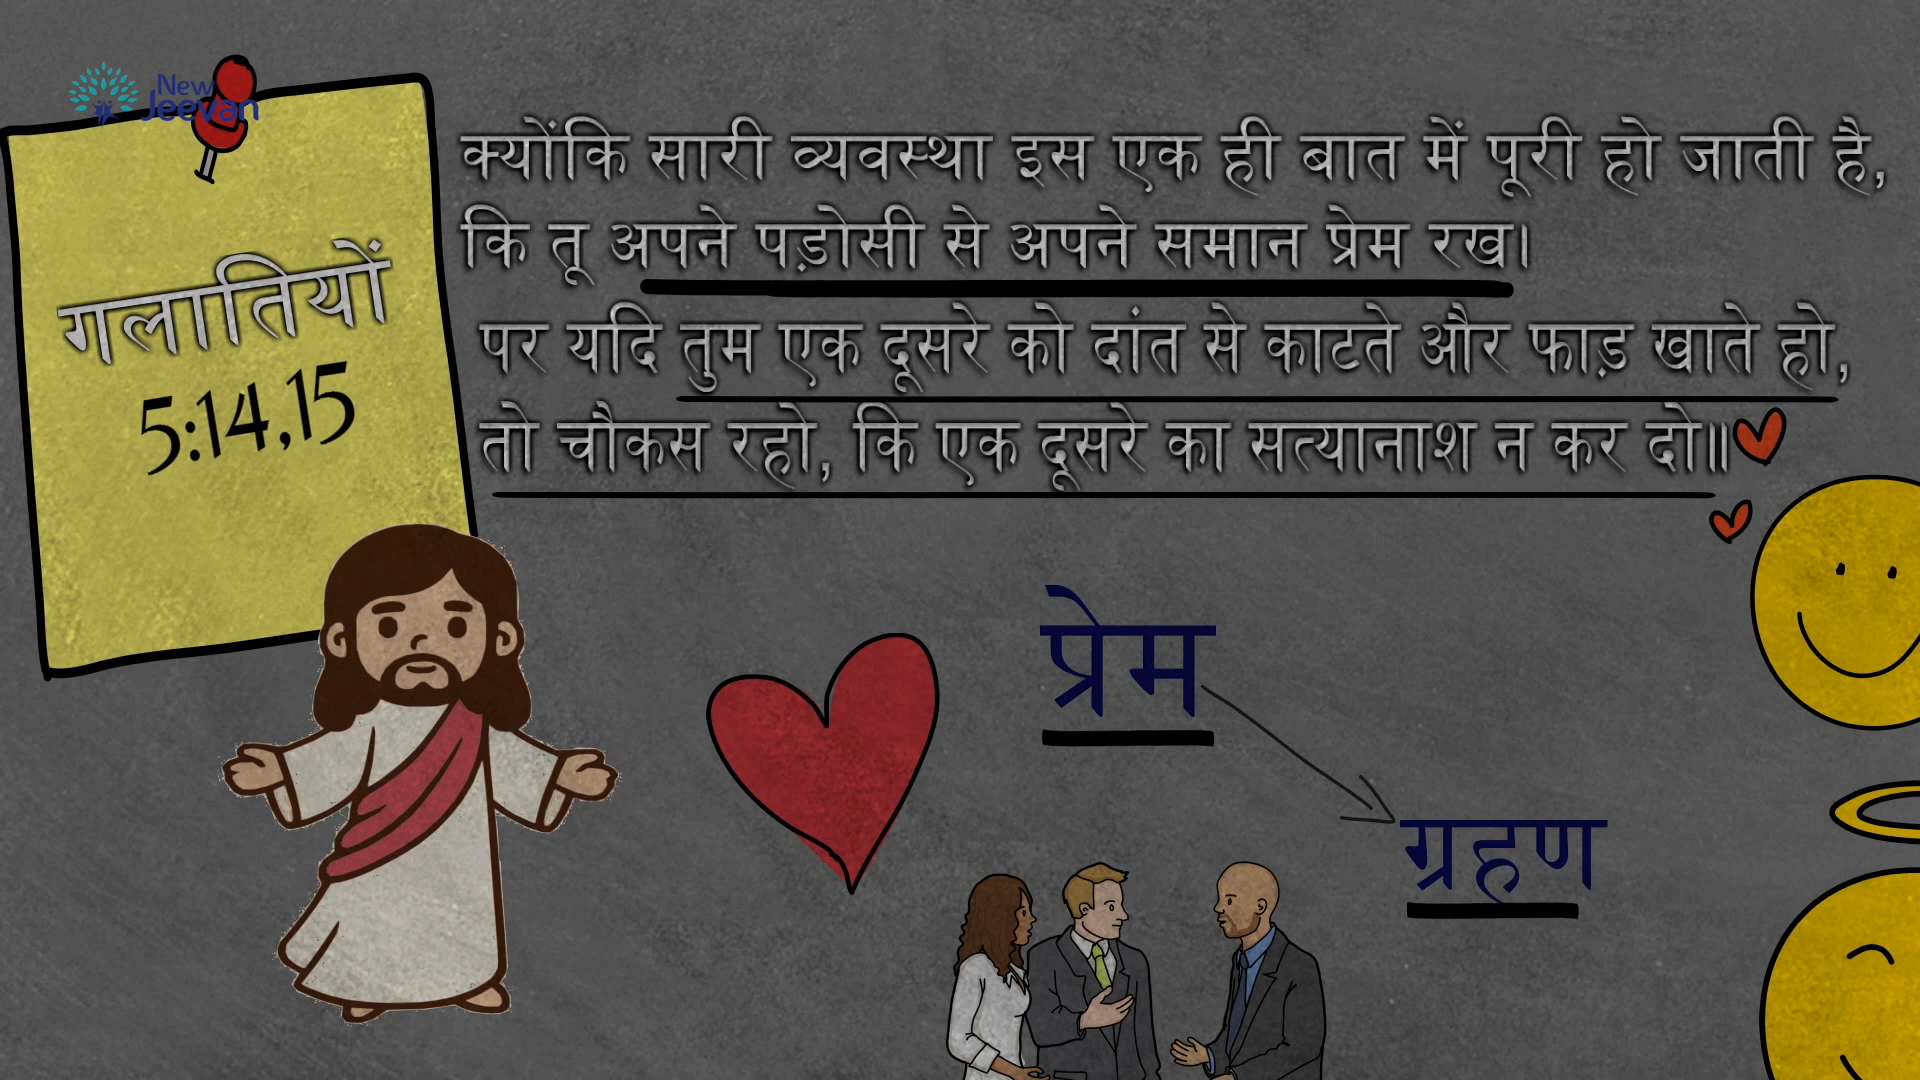 New
Jeevan
गलातियों
5:14,15
क्योंकि सारी व्यवस्था इस एक ही बात में पूरी हो जाती है,
कि तू अपने पड़ोसी से अपने समान प्रेम रख।
पर यदि तुम एक दूसरे को दांत से काटते और फाड़ खाते हो,
तो चौकस रहो, कि एक दूसरे का सत्यानाश न कर दो॥
प्रेम
ग्रहण